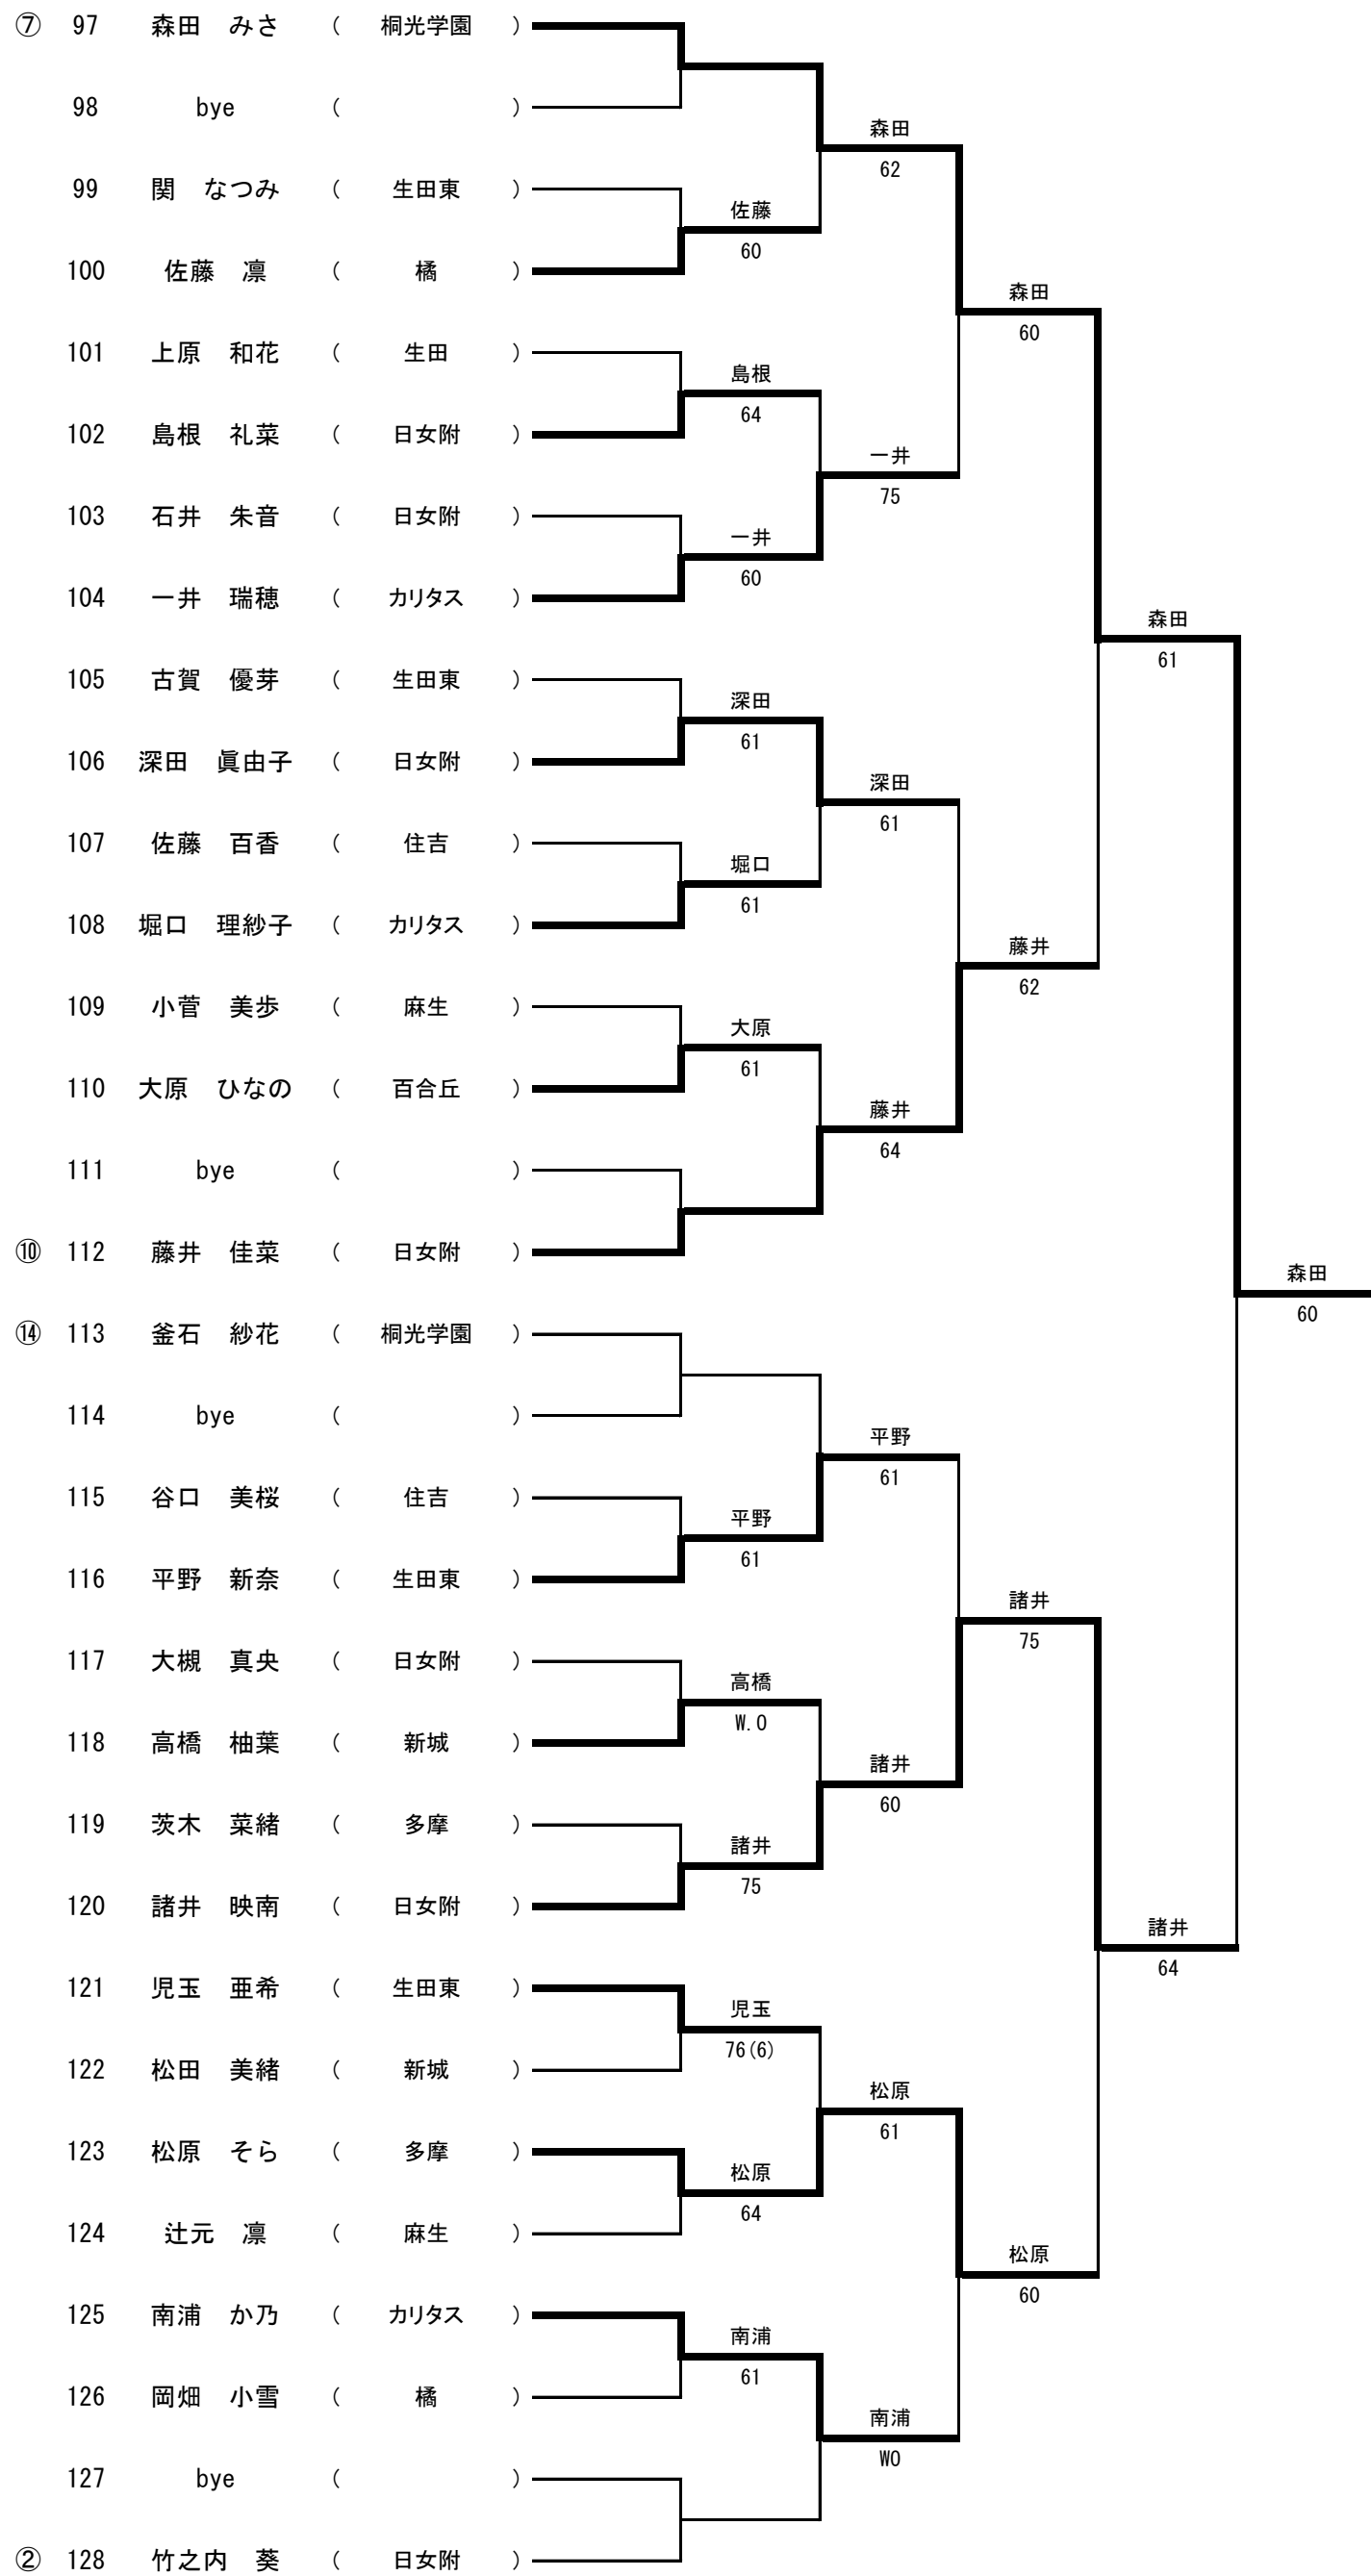 ⑦ 97 森田 みさ ( 桐光学園 )
98 bye ( )
森田
62
99 関 なつみ ( 生田東 )
佐藤
60
100 佐藤 凛 ( 橘 )
森田
60
101 上原 和花 ( 生田 )
島根
64
102 島根 礼菜 ( 日女附 )
一井
75
103 石井 朱音 ( 日女附 )
一井
60
104 一井 瑞穂 ( カリタス )
森田
61
105 古賀 優芽 ( 生田東 )
深田
61
106 深田 眞由子 ( 日女附 )
深田
61
107 佐藤 百香 ( 住吉 )
堀口
61
108 堀口 理紗子 ( カリタス )
藤井
62
109 小菅 美歩 ( 麻生 )
大原
61
110 大原 ひなの ( 百合丘 )
藤井
64
111 bye ( )
⑩ 112 藤井 佳菜 ( 日女附 )
森田
60
⑭ 113 釜石 紗花 ( 桐光学園 )
114 bye ( )
平野
61
115 谷口 美桜 ( 住吉 )
平野
61
116 平野 新奈 ( 生田東 )
諸井
75
117 大槻 真央 ( 日女附 )
高橋
W.O
118 高橋 柚葉 ( 新城 )
諸井
60
119 茨木 菜緒 ( 多摩 )
諸井
75
120 諸井 映南 ( 日女附 )
諸井
64
121 児玉 亜希 ( 生田東 )
児玉
76(6)
122 松田 美緒 ( 新城 )
松原
61
123 松原 そら ( 多摩 )
松原
64
124 辻元 凛 ( 麻生 )
松原
60
125 南浦 か乃 ( カリタス )
南浦
61
126 岡畑 小雪 ( 橘 )
南浦
WO
127 bye ( )
② 128 竹之内 葵 ( 日女附 )